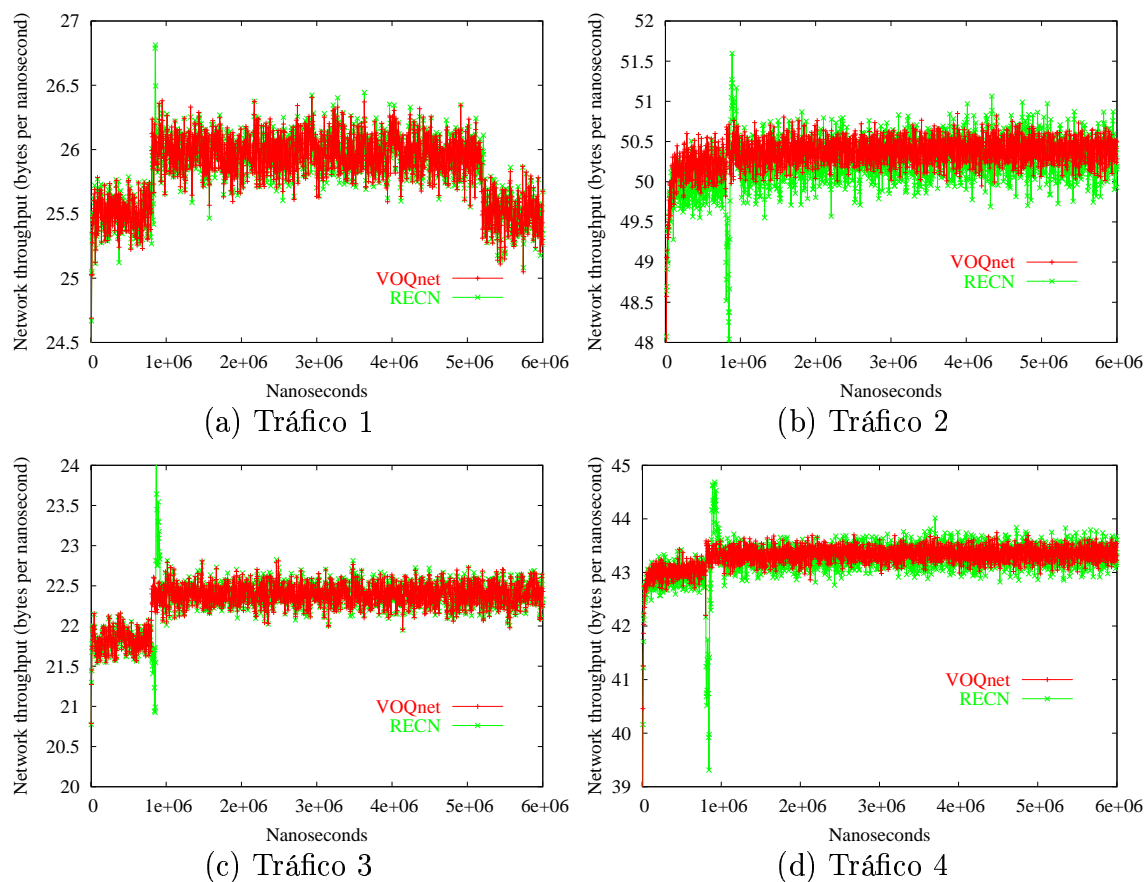 Network throughput (bytes per nanosecond)
27
26.5
26
25.5
25
24.5
VOQnet
RECN
0 1e+06 2e+06 3e+06 4e+06 5e+06 6e+06
Nanoseconds
(a) Tráfico 1
Network throughput (bytes per nanosecond)
52
51.5
51
50.5
50
49.5
49
48.5
48
VOQnet
RECN
0 1e+06 2e+06 3e+06 4e+06 5e+06 6e+06
Nanoseconds
(b) Tráfico 2
Network throughput (bytes per nanosecond)
24
23.5
23
22.5
22
21.5
21
20.5
20
VOQnet
RECN
0 1e+06 2e+06 3e+06 4e+06 5e+06 6e+06
Nanoseconds
(c) Tráfico 3
Network throughput (bytes per nanosecond)
45
44
43
42
41
40
39
VOQnet
RECN
0 1e+06 2e+06 3e+06 4e+06 5e+06 6e+06
Nanoseconds
(d) Tráfico 4